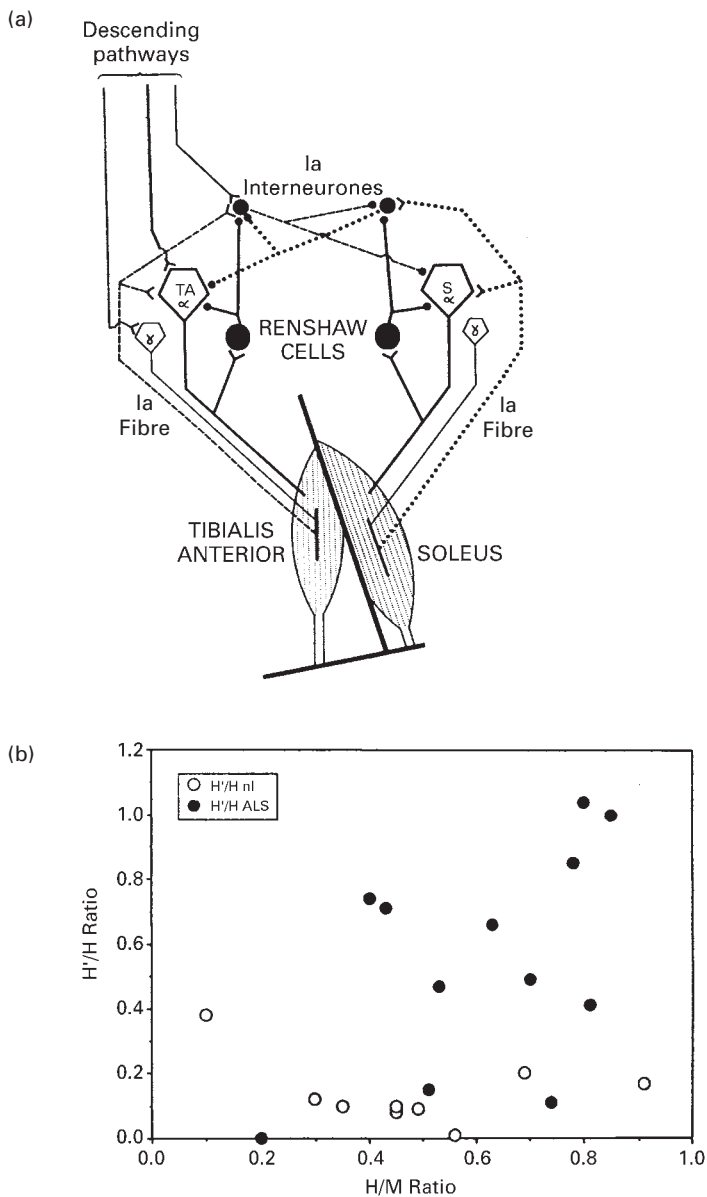 (a)
Descending
pathways
Ia
Interneurones
TA
∝
S
∝
γ
γ
RENSHAW
CELLS
Ia
Fibre
Ia
Fibre
TIBIALIS
ANTERIOR
SOLEUS
(b)
1.2
1.0
0.8
0.6
0.4
0.2
0.0
H'/H Ratio
H'/H nl
H'/H ALS
0.0 0.2 0.4 0.6 0.8 1.0
H/M Ratio